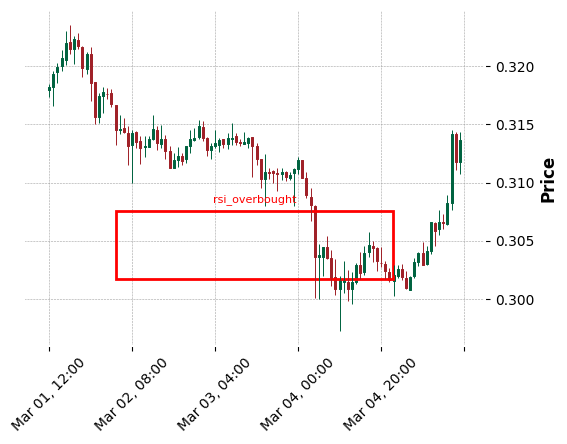 0.320
0.315
0.310
0.305
0.300
Price
rsi_overbought
Mar 01, 12:00
Mar 02, 08:00
Mar 03, 04:00
Mar 04, 00:00
Mar 04, 20:00